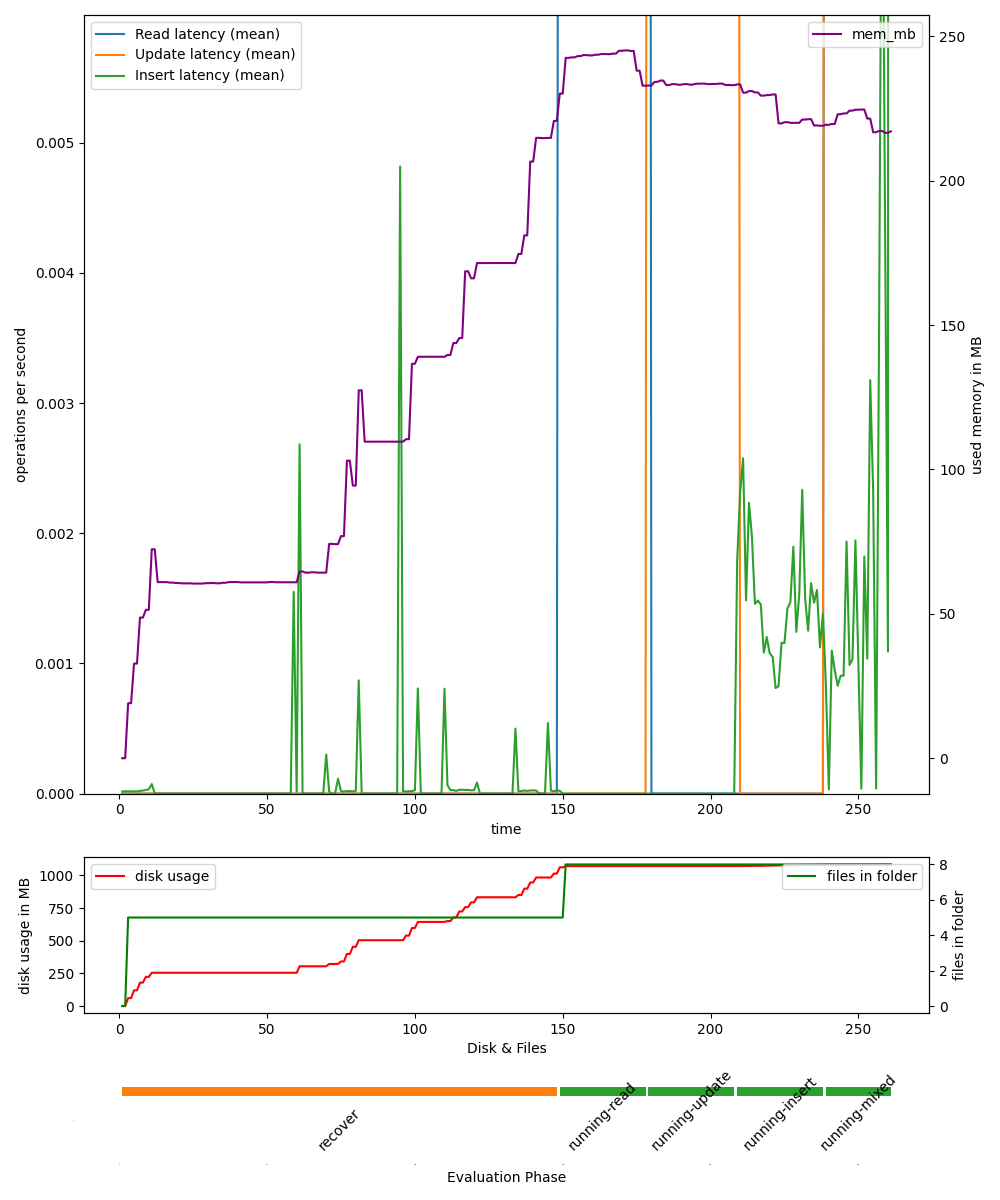 Read latency (mean)
Update latency (mean)
Insert latency (mean)
mem_mb
operations per second
0.005
0.004
0.003
0.002
0.001
0.000
250
200
150
100
50
0
used memory in MB
0 50 100 150 200 250
time
disk usage
files in folder
disk usage in MB
1000
750
500
250
0
8
6
4
2
0
files in folder
0 50 100 150 200 250
Disk & Files
recover
running-read
running-update
running-insert
running-mixed
Evaluation Phase